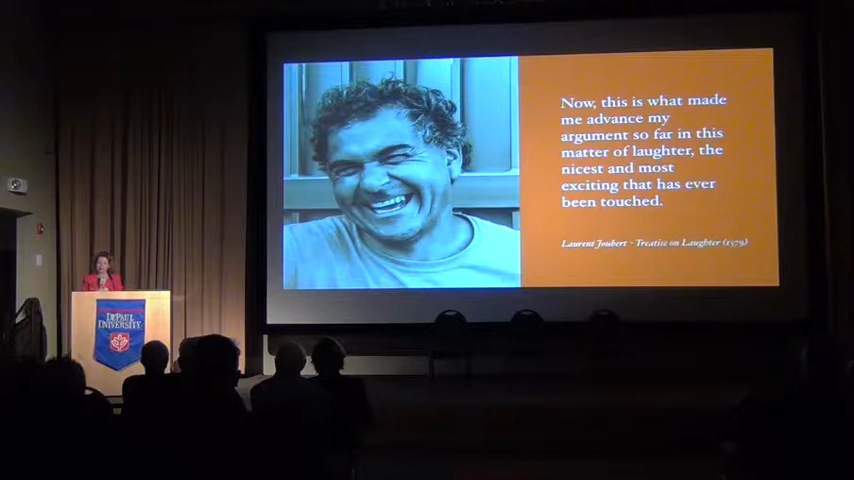 Now, this is what made
me advance my
argument so far in this
matter of laughter, the
nicest and most
exciting that has ever
been touched.
Laurent Joubert - Treatise on Laughter (1579)
DEPAUL
UNIVERSITY